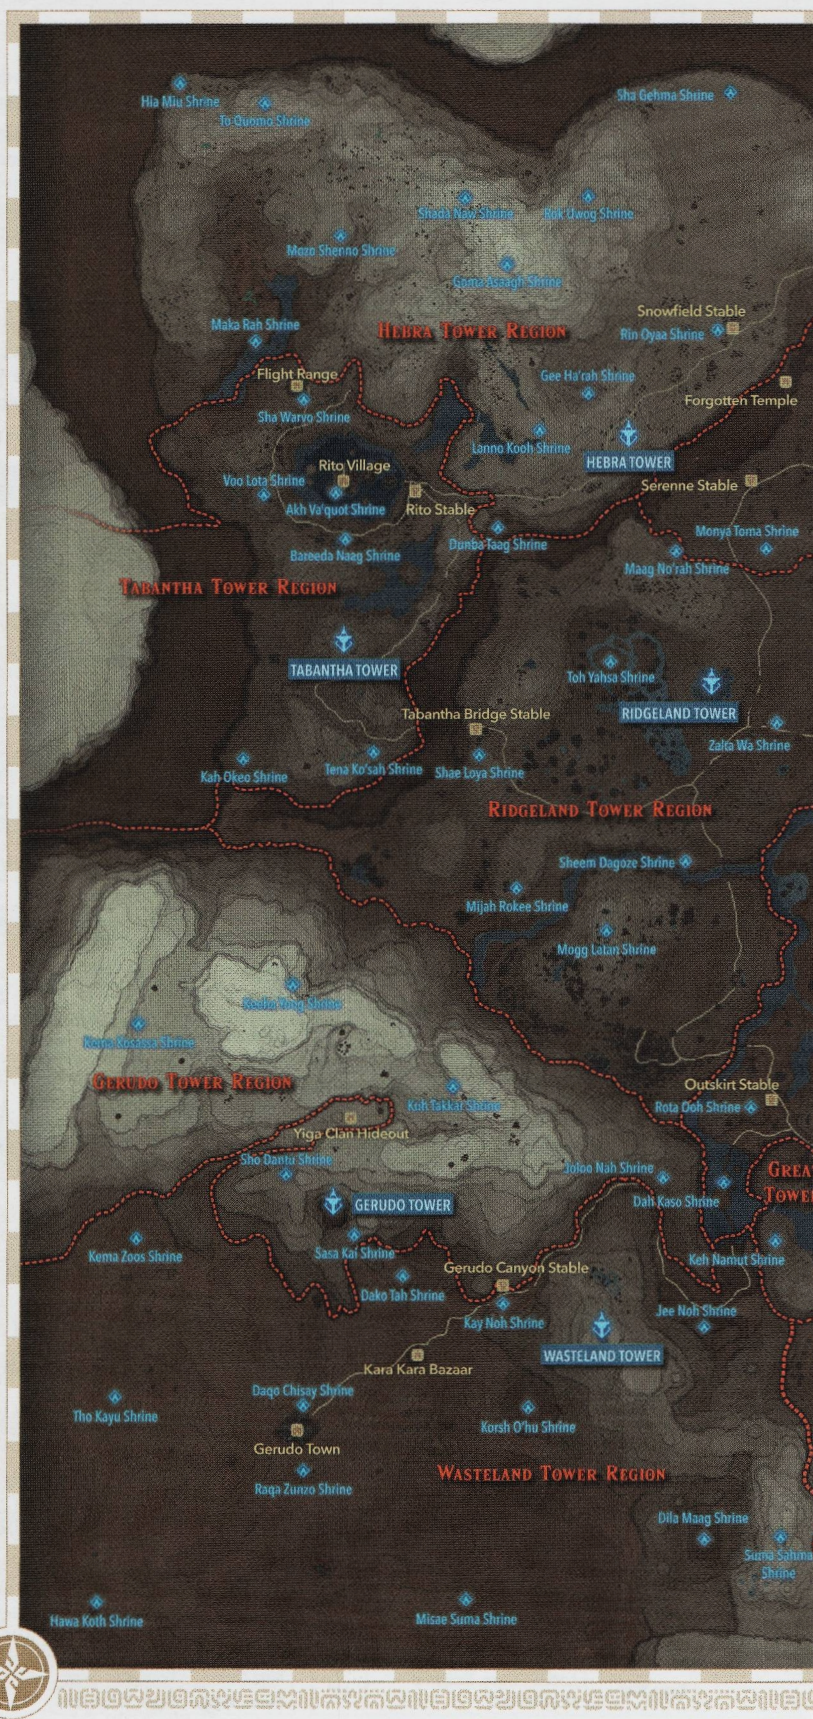 Hia Miu Shrine
To Quomo Shrine
Sha Gehma Shrine
Shada Naw Shrine
Rok Uwog Shrine
Mozo Shenno Shrine
Goma Asaagh Shrine
Maka Rah Shrine
HEBRA TOWER REGION
Snowfield Stable
Rin Oyaa Shrine
Flight Range
Gee Ha'rah Shrine
Forgotten Temple
Sha Warvo Shrine
Lanno Kooh Shrine
HEBRA TOWER
Rito Village
Voo Lota Shrine
Serenne Stable
Akh Va'quot Shrine
Rito Stable
Monya Toma Shrine
Bareeda Naag Shrine
Dunba Taag Shrine
Maag No'rah Shrine
TABANTHA TOWER REGION
TABANTHA TOWER
Toh Yahsa Shrine
RIDGELAND TOWER
Tabantha Bridge Stable
Zalta Wa Shrine
Kah Okeo Shrine
Tena Ko'sah Shrine
Shae Loya Shrine
RIDGELAND TOWER REGION
Sheem Dagoze Shrine
Mijah Rokee Shrine
Mogg Latan Shrine
Keeha Yoog Shrine
Kema Kosassa Shrine
GERUDO TOWER REGION
Outskirt Stable
Kuh Takkar Shrine
Rota Ooh Shrine
Yiga Clan Hideout
Sho Dantu Shrine
Joloo Nah Shrine
GREA
TOWE
Dah Kaso Shrine
GERUDO TOWER
Kema Zoos Shrine
Sasa Kai Shrine
Keh Namut Shrine
Gerudo Canyon Stable
Dako Tah Shrine
Kay Noh Shrine
Jee Noh Shrine
WASTELAND TOWER
Kara Kara Bazaar
Daqo Chisay Shrine
Tho Kayu Shrine
Korsh O'hu Shrine
Gerudo Town
WASTELAND TOWER REGION
Raqa Zunzo Shrine
Dila Maag Shrine
Suma Sahma
Shrine
Hawa Koth Shrine
Misae Suma Shrine